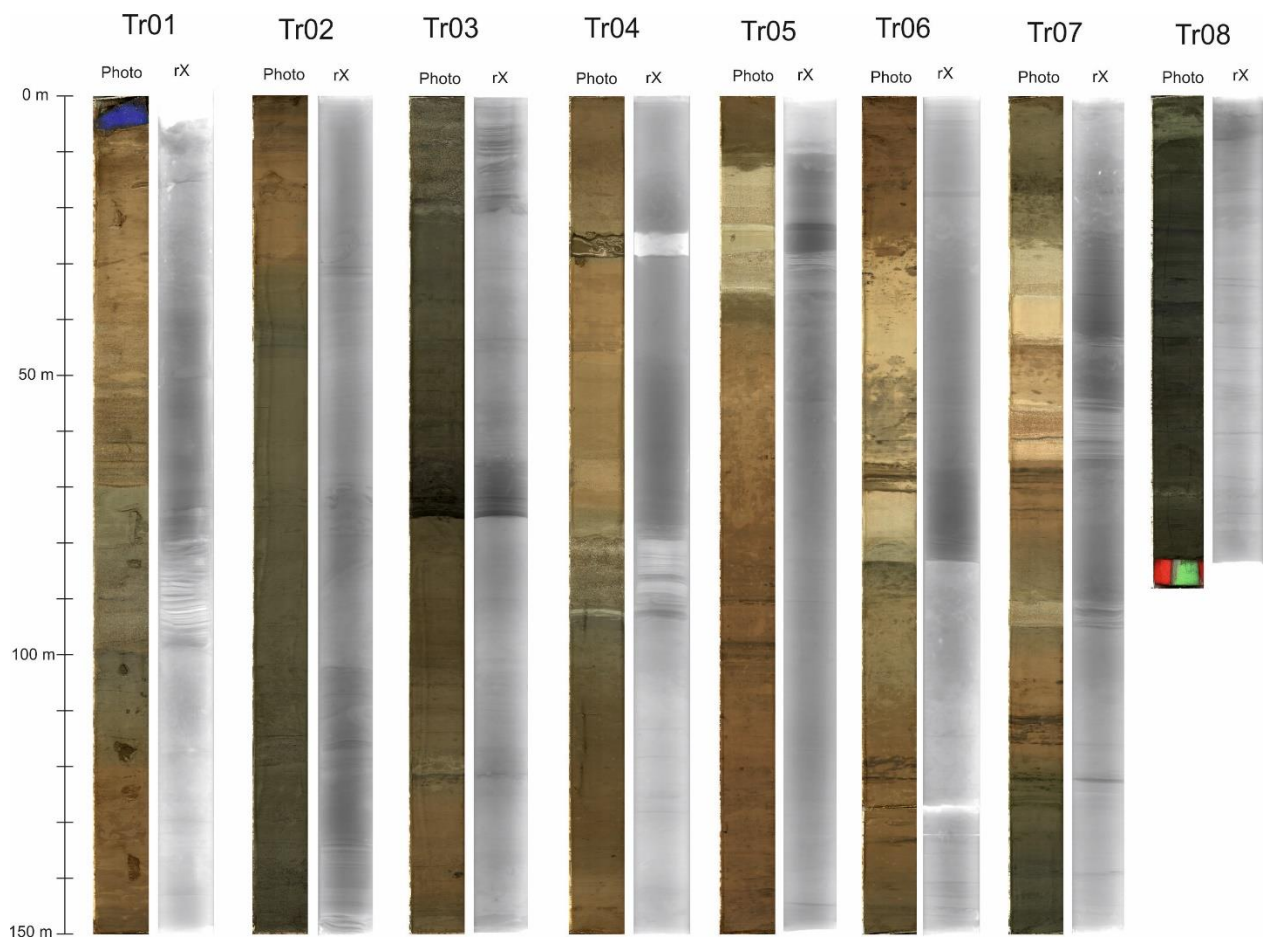 Tr01 Tr02 Tr03 Tr04 Tr05 Tr06 Tr07 Tr08
Photo rX Photo rX Photo rX Photo rX Photo rX Photo rX Photo rX Photo rX
0 m
50 m
100 m
150 m